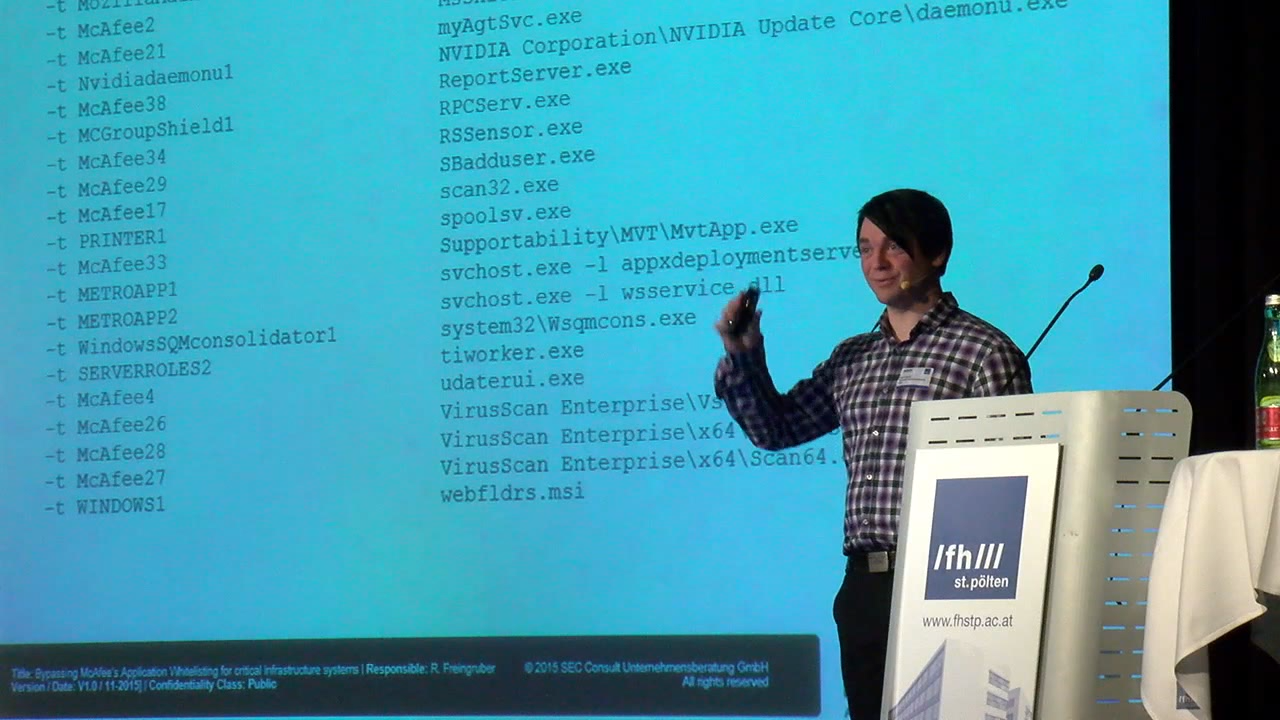 -t McAfee2
-t McAfee21
-t Nvidiadaemonu1
-t McAfee38
-t MCGroupShield1
-t McAfee34
-t McAfee29
-t McAfee17
-t PRINTER1
-t McAfee33
-t METROAPP1
-t METROAPP2
-t WindowsSQMconsolidator1
-t SERVERROLES2
-t McAfee4
-t McAfee26
-t McAfee28
-t McAfee27
-t WINDOWS1
myAgtSvc.exe
NVIDIA Corporation\NVIDIA Update Core\daemonu.exe
ReportServer.exe
RPCServ.exe
RSSensor.exe
SBadduser.exe
scan32.exe
spoolsv.exe
Supportability\MVT\MvtApp.exe
svchost.exe -l appxdeploymentserve
svchost.exe -l wsservice.dll
system32\Wsqmcons.exe
tiworker.exe
udaterui.exe
VirusScan Enterprise\Vs
VirusScan Enterprise\x64\
VirusScan Enterprise\x64\Scan64.
webfldrs.msi
Title: Bypassing McAfee's Application Whitelisting for critical infrastructure systems | Responsible: R. Freingruber
Version / Date: V1.0 / 11-2015] / Confidentiality Class: Public
© 2015 SEC Consult Unternehmensberatung GmbH
All rights reserved
/fh///
st.pölten
www.fhstp.ac.at